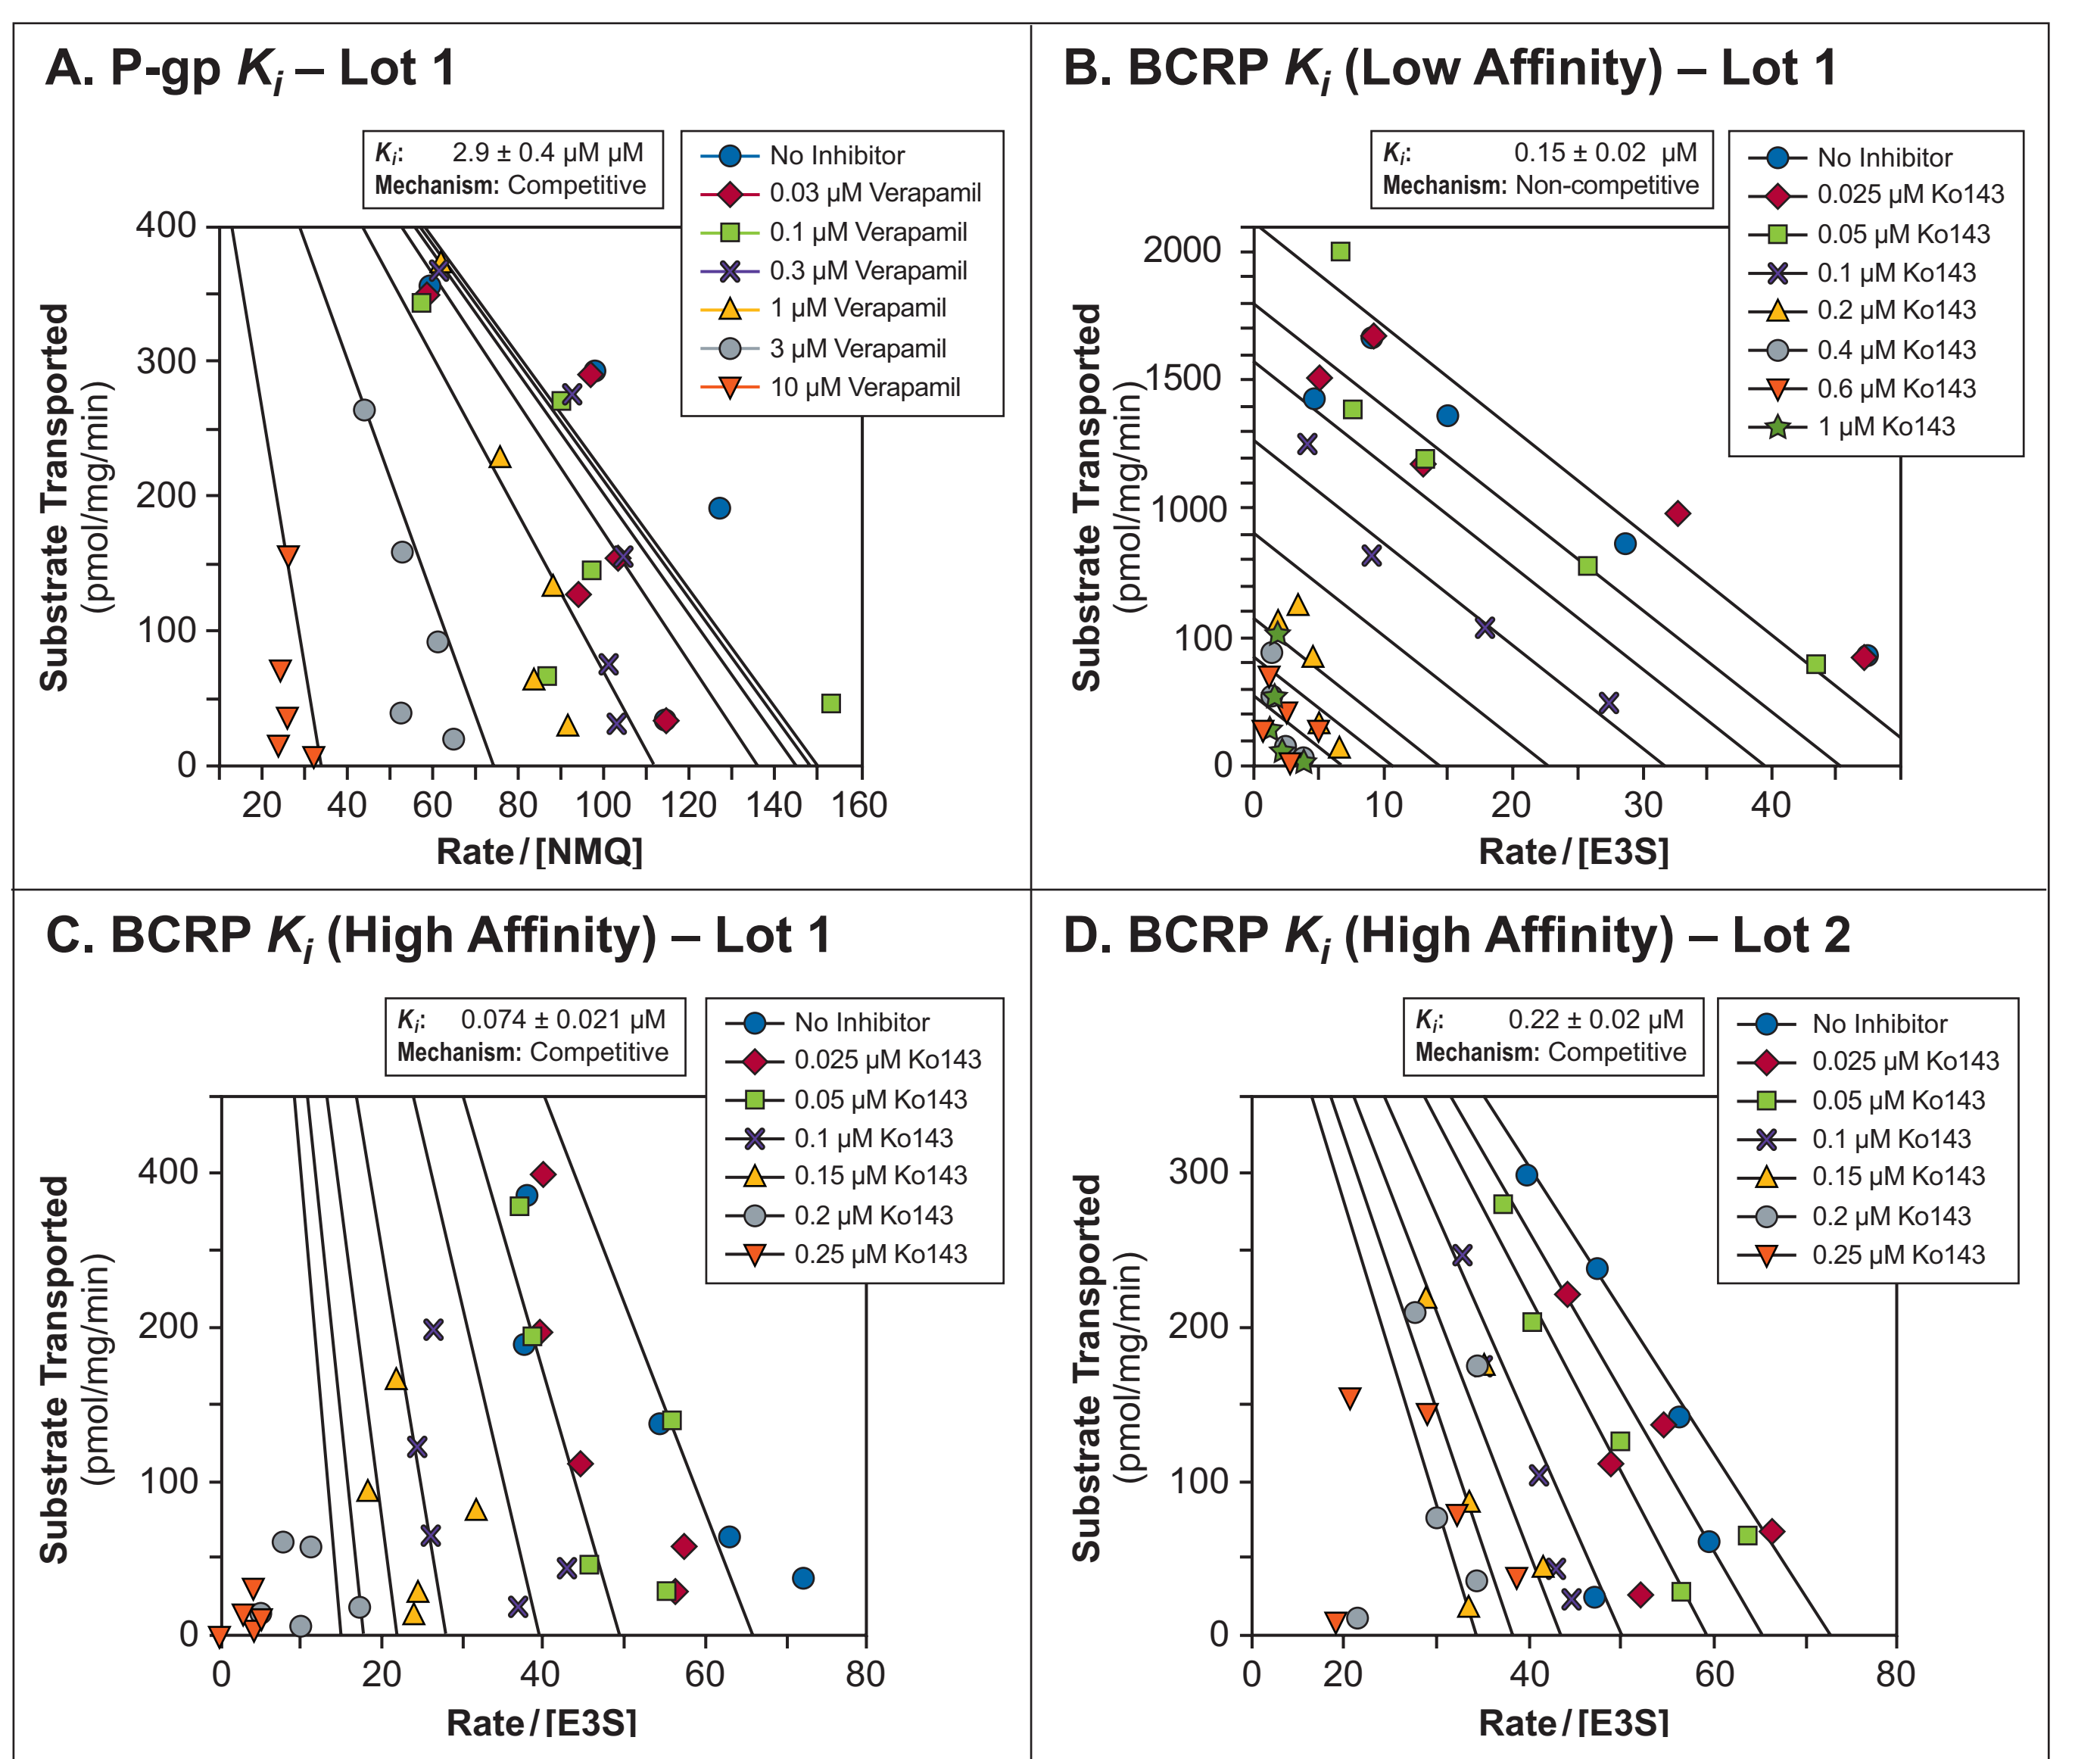 A. P-gp Ki – Lot 1
Ki: 2.9 ± 0.4 µM µM
Mechanism: Competitive
No Inhibitor
0.03 µM Verapamil
0.1 µM Verapamil
0.3 µM Verapamil
1 µM Verapamil
3 µM Verapamil
10 µM Verapamil
Substrate Transported
(pmol/mg/min)
400
300
200
100
0
20 40 60 80 100 120 140 160
Rate/[NMQ]
B. BCRP Ki (Low Affinity) – Lot 1
Ki: 0.15 ± 0.02 µM
Mechanism: Non-competitive
No Inhibitor
0.025 µM Ko143
0.05 µM Ko143
0.1 µM Ko143
0.2 µM Ko143
0.4 µM Ko143
0.6 µM Ko143
1 µM Ko143
Substrate Transported
(pmol/mg/min)
2000
1500
1000
100
0
0 10 20 30 40
Rate/[E3S]
C. BCRP Ki (High Affinity) – Lot 1
Ki: 0.074 ± 0.021 µM
Mechanism: Competitive
No Inhibitor
0.025 µM Ko143
0.05 µM Ko143
0.1 µM Ko143
0.15 µM Ko143
0.2 µM Ko143
0.25 µM Ko143
Substrate Transported
(pmol/mg/min)
400
200
100
0
0 20 40 60 80
Rate/[E3S]
D. BCRP Ki (High Affinity) – Lot 2
Ki: 0.22 ± 0.02 µM
Mechanism: Competitive
No Inhibitor
0.025 µM Ko143
0.05 µM Ko143
0.1 µM Ko143
0.15 µM Ko143
0.2 µM Ko143
0.25 µM Ko143
Substrate Transported
(pmol/mg/min)
300
200
100
0
0 20 40 60 80
Rate/[E3S]